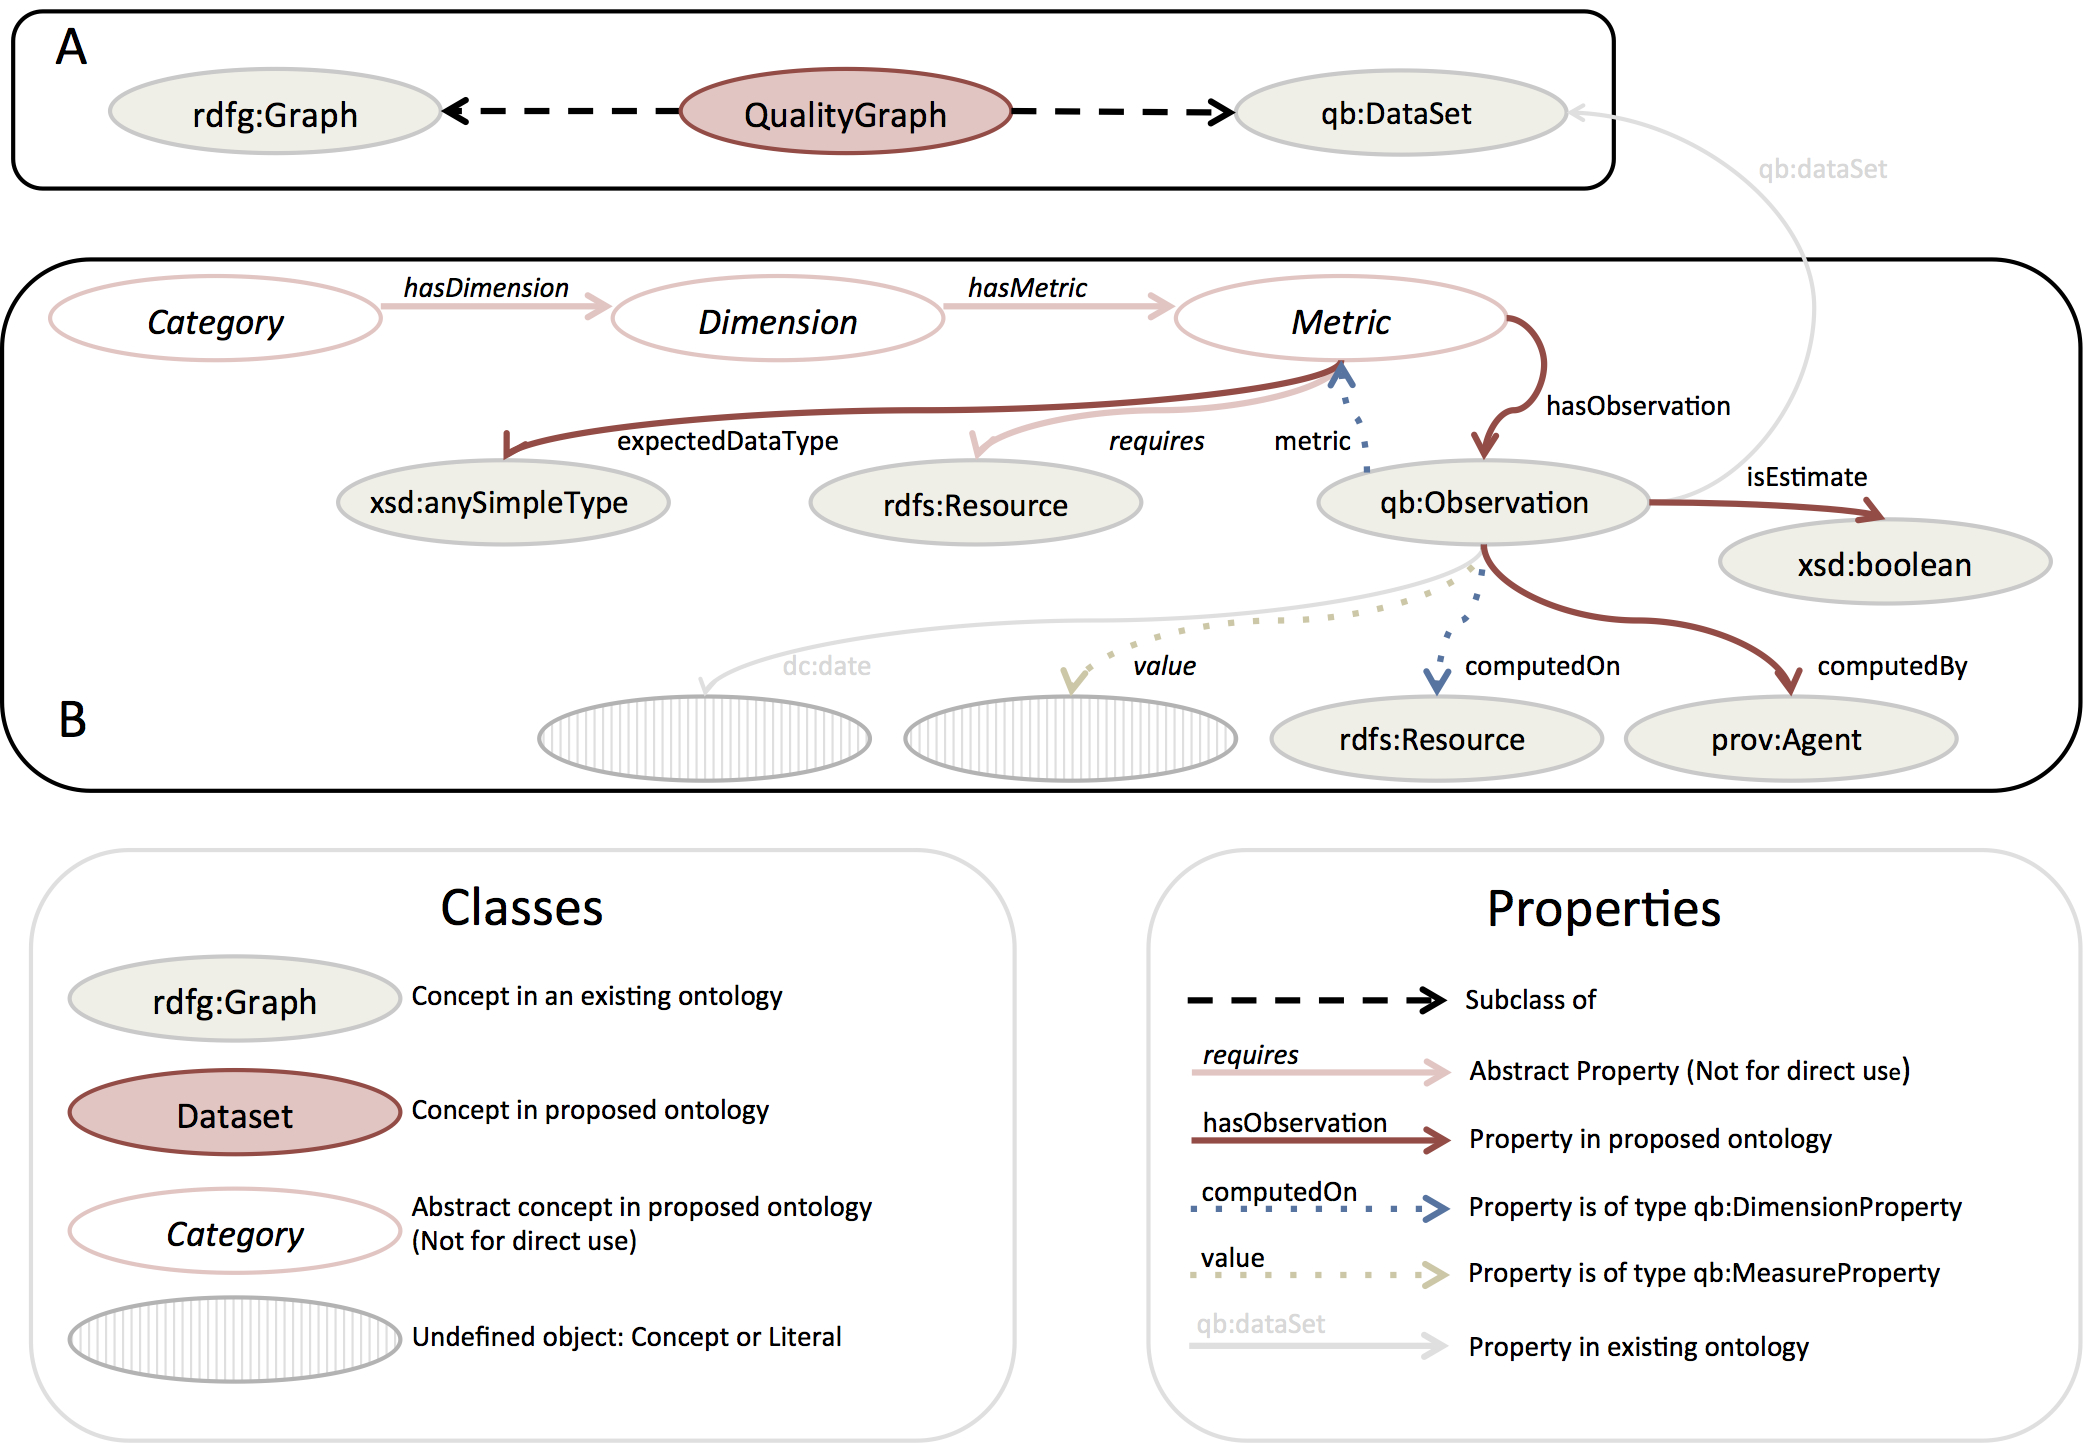 A
rdfg:Graph
QualityGraph
qb:DataSet
qb:dataSet
Category
hasDimension
Dimension
hasMetric
Metric
hasObservation
expectedDataType
requires
metric
isEstimate
xsd:anySimpleType
rdfs:Resource
qb:Observation
xsd:boolean
dc:date
value
computedOn
computedBy
B
rdfs:Resource
prov:Agent
Classes
rdfg:Graph
Concept in an existing ontology
Dataset
Concept in proposed ontology
Category
Abstract concept in proposed ontology
(Not for direct use)
Undefined object: Concept or Literal
Properties
Subclass of
requires
Abstract Property (Not for direct use)
hasObservation
Property in proposed ontology
computedOn
Property is of type qb:DimensionProperty
value
Property is of type qb:MeasureProperty
qb:dataSet
Property in existing ontology